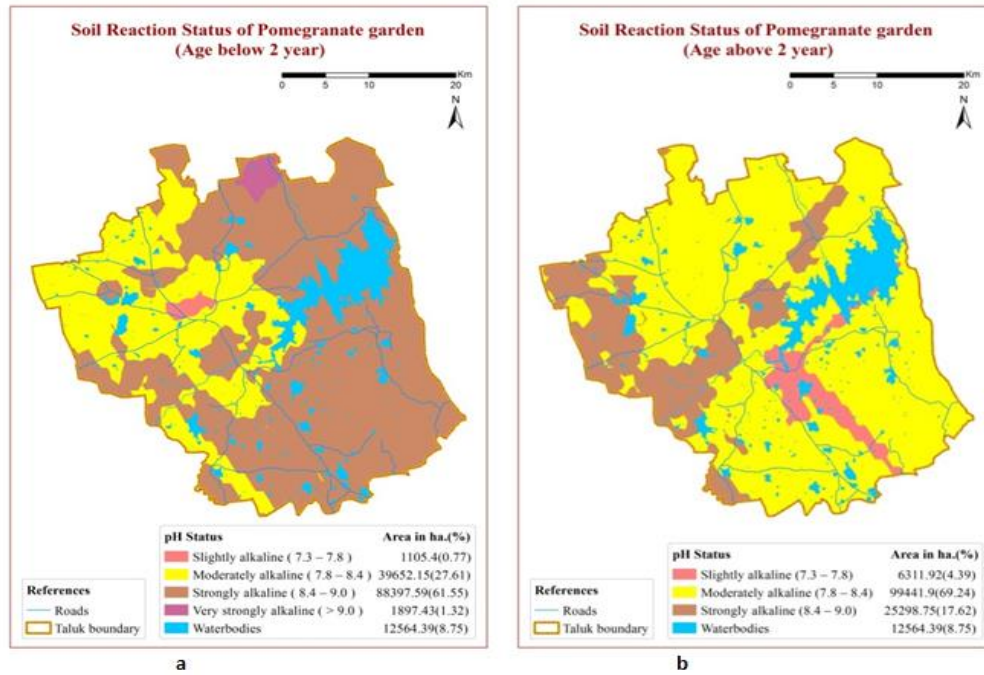 Soil Reaction Status of Pomegranate garden
(Age below 2 year)
Km
0 5 10 20
N
pH Status Area in ha.(%)
Slightly alkaline ( 7.3 – 7.8 ) 1105.4(0.77)
Moderately alkaline ( 7.8 – 8.4 ) 39652.15(27.61)
Strongly alkaline ( 8.4 – 9.0 ) 88397.59(61.55)
Very strongly alkaline ( > 9.0 ) 1897.43(1.32)
Waterbodies 12564.39(8.75)
References
Roads
Taluk boundary
a
Soil Reaction Status of Pomegranate garden
(Age above 2 year)
Km
0 5 10 20
N
pH Status Area in ha.(%)
Slightly alkaline (7.3 – 7.8) 6311.92(4.39)
Moderately alkaline (7.8 – 8.4) 99441.9(69.24)
Strongly alkaline (8.4 – 9.0) 25298.75(17.62)
Waterbodies 12564.39(8.75)
References
Roads
Taluk boundary
b